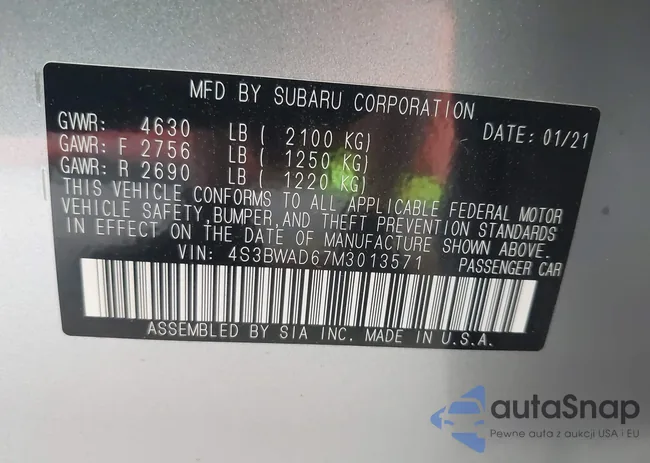 MFD BY SUBARU CORPORATION
GVWR: 4630 LB ( 2100 KG) DATE: 01/21
GAWR: F 2756 LB ( 1250 KG)
GAWR: R 2690 LB ( 1220 KG)
THIS VEHICLE CONFORMS TO ALL APPLICABLE FEDERAL MOTOR
VEHICLE SAFETY, BUMPER, AND THEFT PREVENTION STANDARDS
IN EFFECT ON THE DATE OF MANUFACTURE SHOWN ABOVE.
VIN: 4S3BWAD67M3013571 PASSENGER CAR
ASSEMBLED BY SIA INC. MADE IN U.S.A.
autaSnap
Pewne auta z aukcji USA i EU